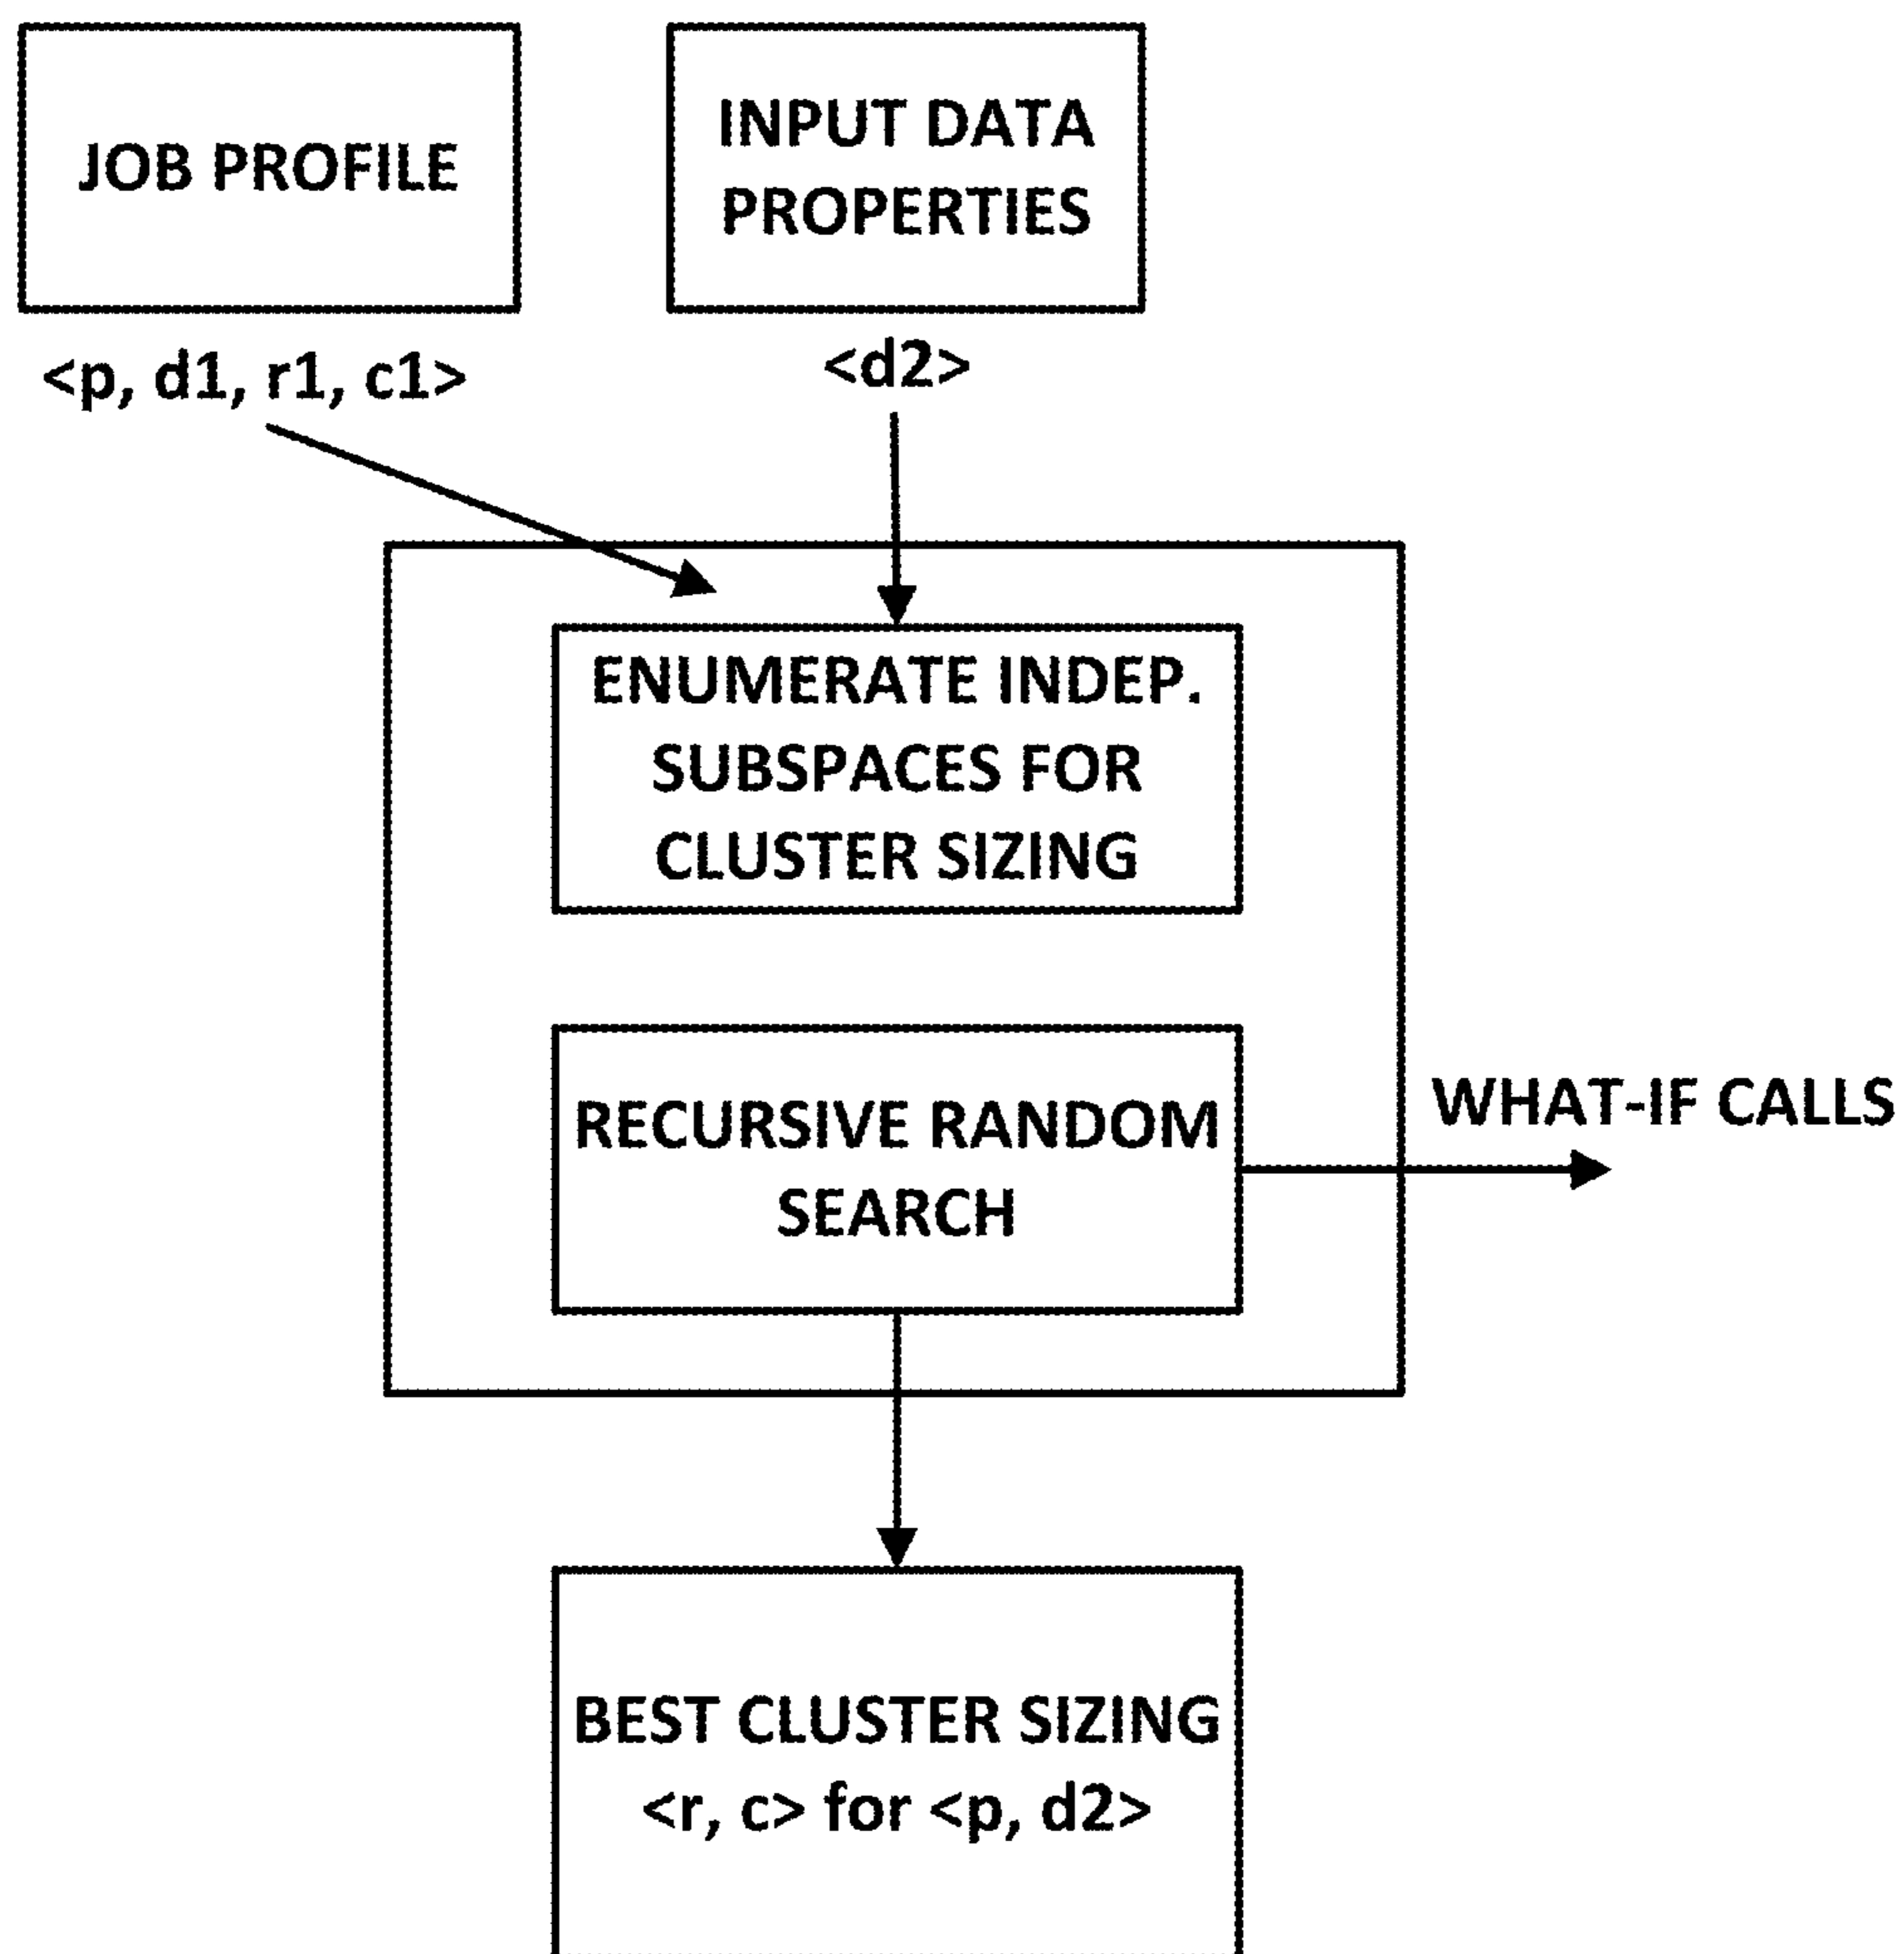 JOB PROFILE
INPUT DATA
PROPERTIES
<p, d1, r1, c1>
<d2>
ENUMERATE INDEP.
SUBSPACES FOR
CLUSTER SIZING
RECURSIVE RANDOM
SEARCH
WHAT-IF CALLS
BEST CLUSTER SIZING
<r, c> for <p, d2>